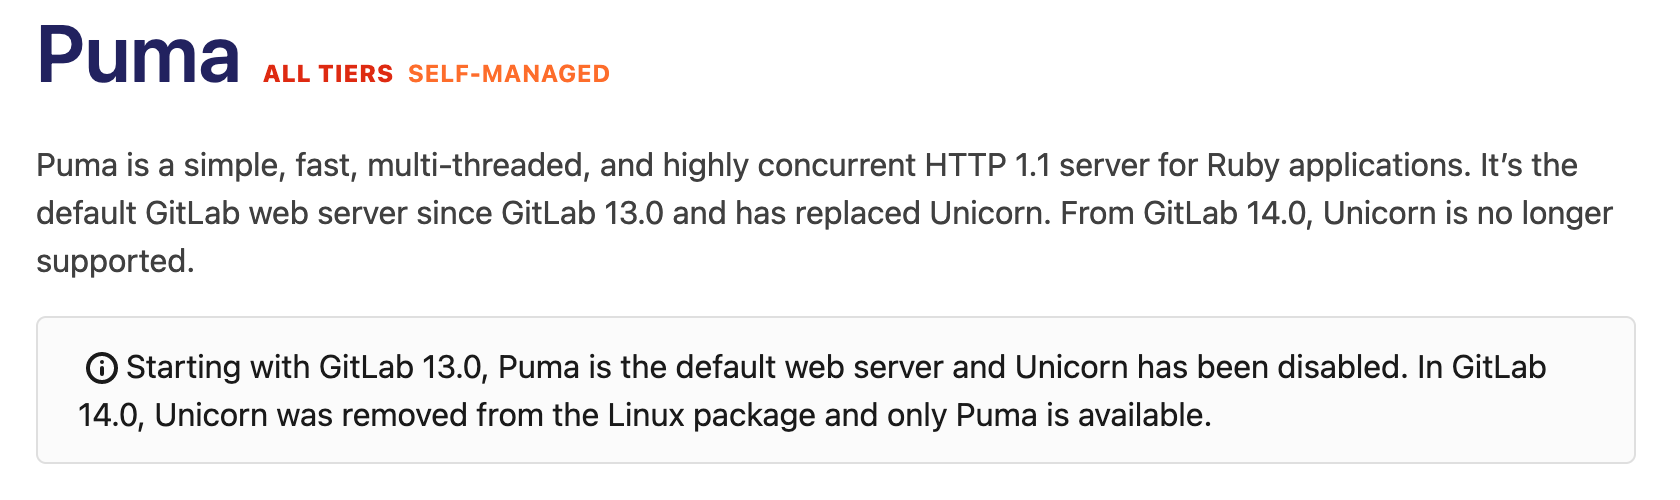 Puma ALL TIERS SELF-MANAGED
Puma is a simple, fast, multi-threaded, and highly concurrent HTTP 1.1 server for Ruby applications. It’s the
default GitLab web server since GitLab 13.0 and has replaced Unicorn. From GitLab 14.0, Unicorn is no longer
supported.
Starting with GitLab 13.0, Puma is the default web server and Unicorn has been disabled. In GitLab
14.0, Unicorn was removed from the Linux package and only Puma is available.